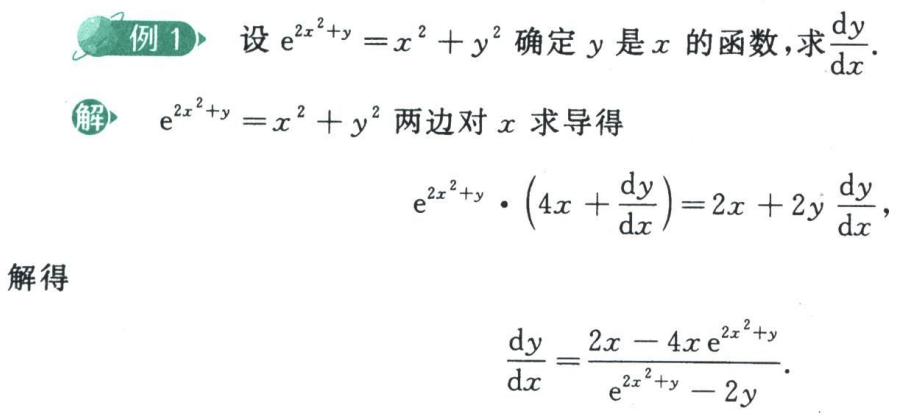 例 1 设 $e^{2x^2+y}=x^2+y^2$ 确定 y 是 x 的函数,求$\frac{dy}{dx}$.
解 $e^{2x^2+y}=x^2+y^2$ 两边对 x 求导得
$e^{2x^2+y}\cdot\left(4x+\frac{dy}{dx}\right)=2x+2y\frac{dy}{dx}$,
解得
$\frac{dy}{dx}=\frac{2x-4xe^{2x^2+y}}{e^{2x^2+y}-2y}$.